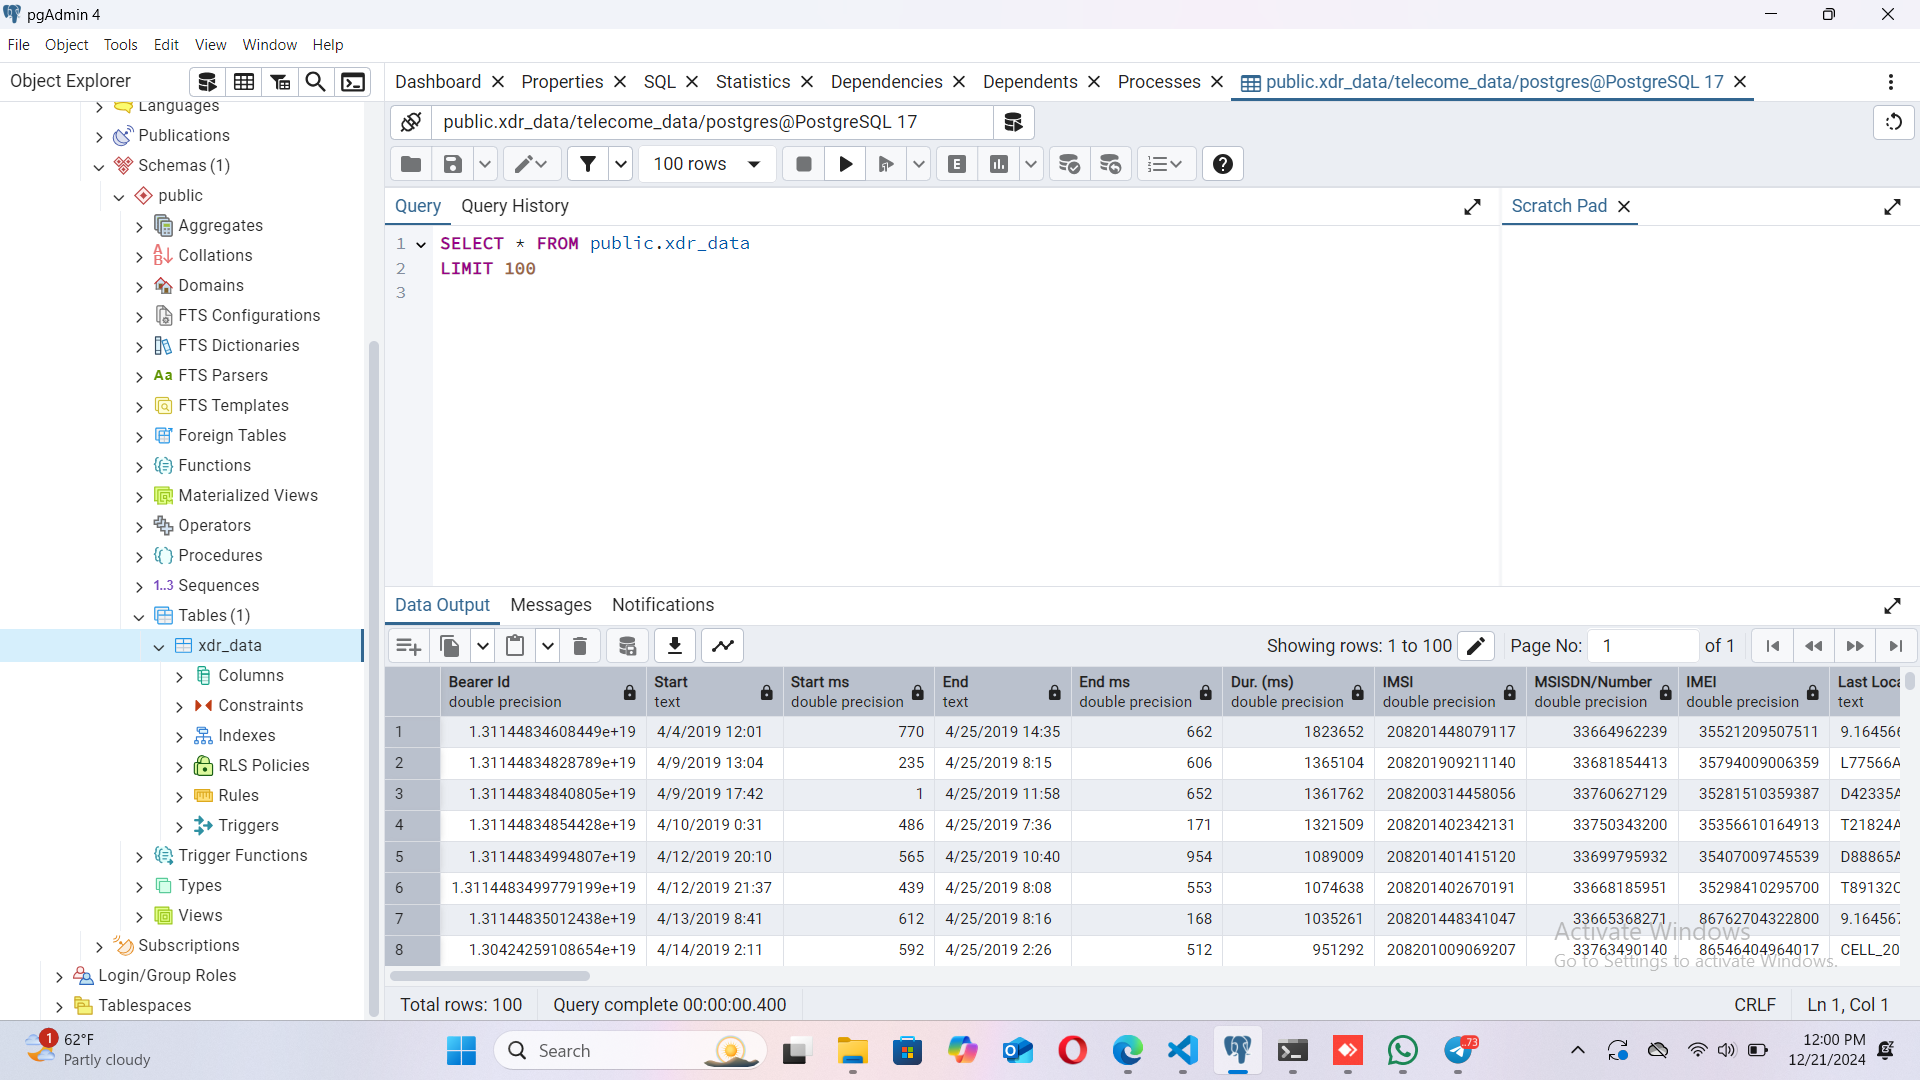 pgAdmin 4
File Object Tools Edit View Window Help
Object Explorer
Dashboard Properties SQL Statistics Dependencies Dependents Processes public.xdr_data/telecome_data/postgres@PostgreSQL 17
Languages
Publications
Schemas (1)
public
Aggregates
Collations
Domains
FTS Configurations
FTS Dictionaries
Aa FTS Parsers
FTS Templates
Foreign Tables
Functions
Materialized Views
Operators
Procedures
1..3 Sequences
Tables (1)
xdr_data
Columns
Constraints
Indexes
RLS Policies
Rules
Triggers
Trigger Functions
Types
Views
Subscriptions
Login/Group Roles
Tablespaces
public.xdr_data/telecome_data/postgres@PostgreSQL 17
100 rows E
Query Query History
Scratch Pad
1 SELECT * FROM public.xdr_data
2 LIMIT 100
3
Data Output Messages Notifications
Showing rows: 1 to 100 Page No: 1 of 1
Bearer Id Start Start ms End End ms Dur. (ms) IMSI MSISDN/Number IMEI Last Loca
double precision text double precision text double precision double precision double precision double precision double precision text
1 1.31144834608449e+19 4/4/2019 12:01 770 4/25/2019 14:35 662 1823652 208201448079117 33664962239 35521209507511 9.164566
2 1.31144834828789e+19 4/9/2019 13:04 235 4/25/2019 8:15 606 1365104 208201909211140 33681854413 35794009006359 L77566A
3 1.31144834840805e+19 4/9/2019 17:42 1 4/25/2019 11:58 652 1361762 208200314458056 33760627129 35281510359387 D42335A
4 1.31144834854428e+19 4/10/2019 0:31 486 4/25/2019 7:36 171 1321509 208201402342131 33750343200 35356610164913 T21824A
5 1.31144834994807e+19 4/12/2019 20:10 565 4/25/2019 10:40 954 1089009 208201401415120 33699795932 35407009745539 D88865A
6 1.3114483499779199e+19 4/12/2019 21:37 439 4/25/2019 8:08 553 1074638 208201402670191 33668185951 35298410295700 T89132C
7 1.31144835012438e+19 4/13/2019 8:41 612 4/25/2019 8:16 168 1035261 208201448341047 33665368271 86762704322800 9.164567
8 1.30424259108654e+19 4/14/2019 2:11 592 4/25/2019 2:26 512 951292 208201009069207 33763490140 86546404964017 CELL_20
Activate Windows
Go to Settings to activate Windows.
Total rows: 100 Query complete 00:00:00.400 CRLF Ln 1, Col 1
1 62°F
Partly cloudy
Search
..73
12:00 PM
12/21/2024